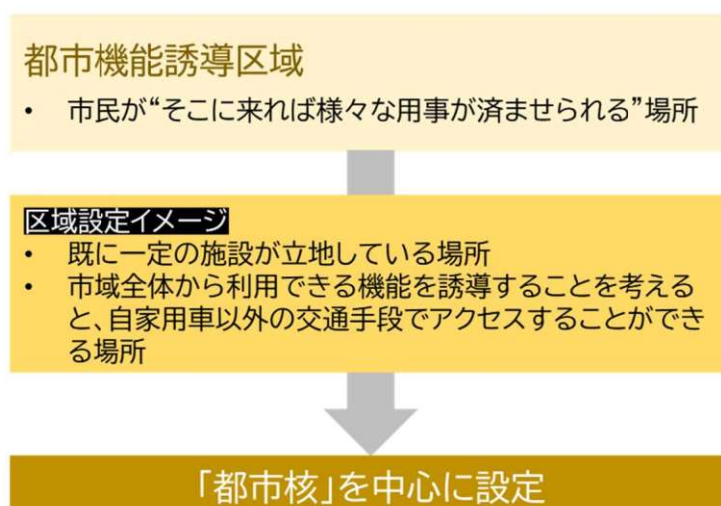 都市機能誘導区域
• 市民が“そこに来れば様々な用事が済ませられる”場所
区域設定イメージ
• 既に一定の施設が立地している場所
• 市域全体から利用できる機能を誘導することを考える
と、自家用車以外の交通手段でアクセスすることができ
る場所
「都市核」を中心に設定